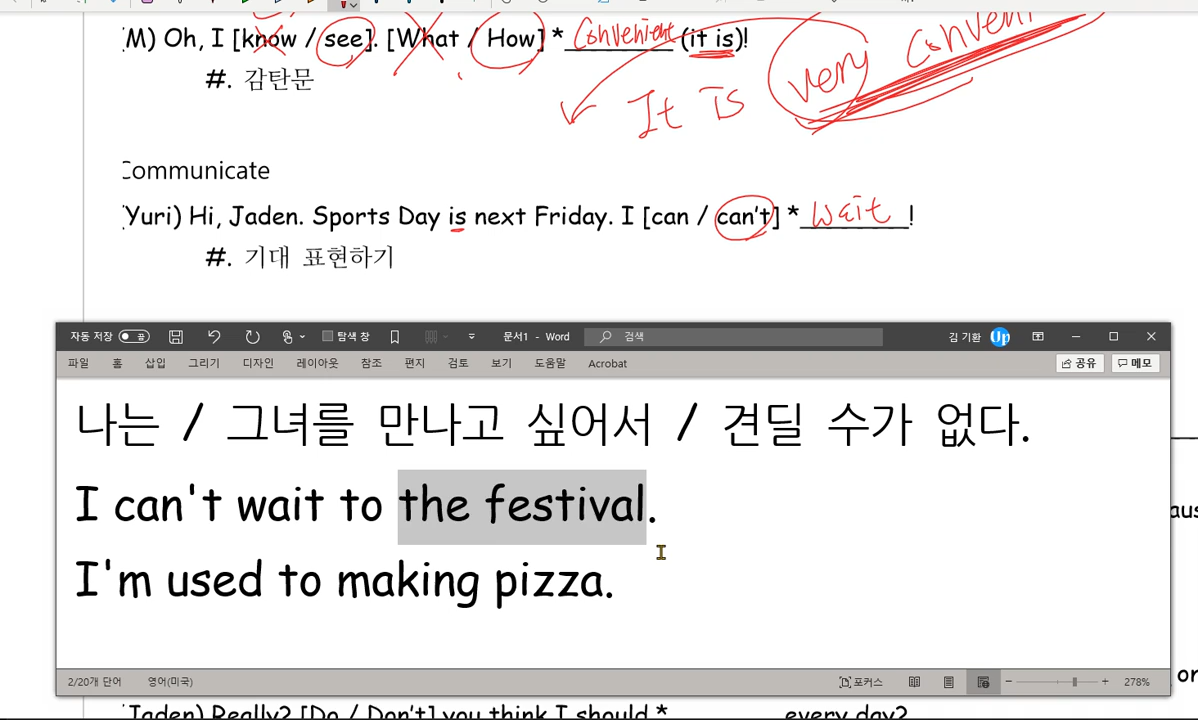 M) Oh, I [know / see]. [What / How] * convenient (it is)!
#. 감탄문
It is very convenient
Communicate
Yuri) Hi, Jaden. Sports Day is next Friday. I [can / can't] * wait !
#. 기대 표현하기
자동 저장 끔 탐색 창 문서1 - Word 검색 김 기환 Up
파일 홈 삽입 그리기 디자인 레이아웃 참조 편지 검토 보기 도움말 Acrobat 공유 메모
나는 / 그녀를 만나고 싶어서 / 견딜 수가 없다.
I can't wait to the festival.
I'm used to making pizza.
2/20개 단어 영어(미국) 포커스 278%
Jaden) Really? [Do / Don't] you think I should * every day?